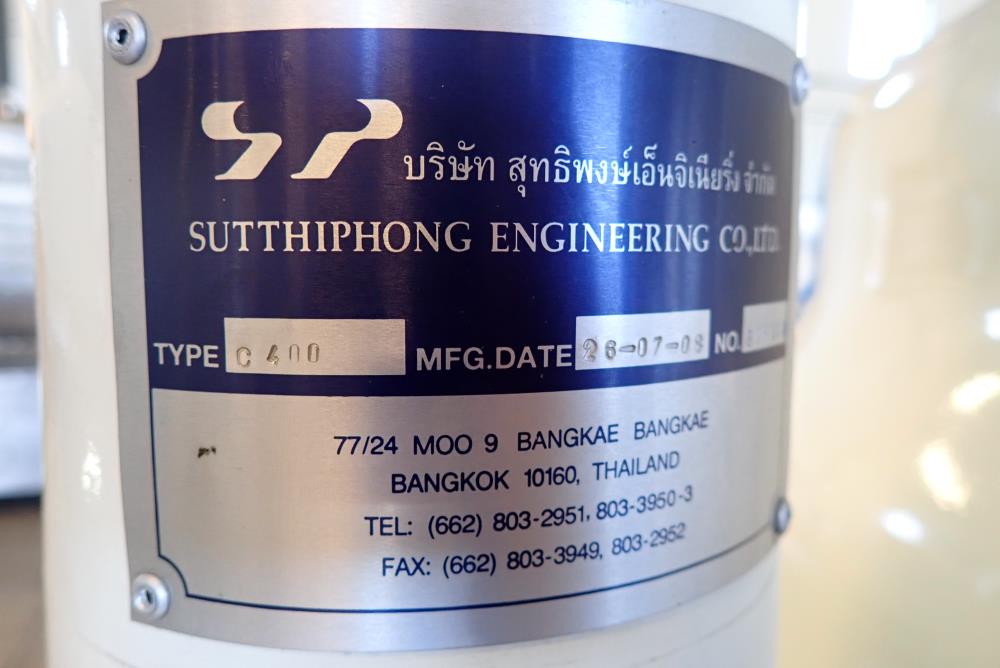 SP
บริษัท สุทธิพงษ์เอ็นจิเนียริ่ง จำกัด
SUTTHIPHONG ENGINEERING CO.,LTD.
TYPE C 400 MFG.DATE 26-07-08 NO.
77/24 MOO 9 BANGKAE BANGKAE
BANGKOK 10160, THAILAND
TEL: (662) 803-2951, 803-3950-3
FAX: (662) 803-3949, 803-2952